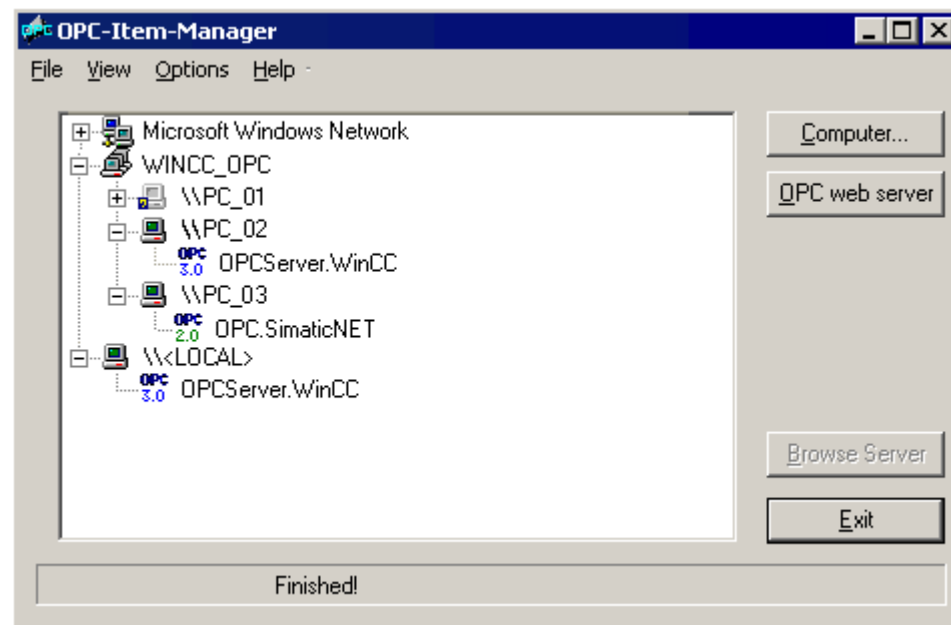 OPC-Item-Manager
File View Options Help
Microsoft Windows Network
Computer...
WINCC_OPC
\\PC_01
OPC web server
\\PC_02
OPC 3.0 OPCServer.WinCC
\\PC_03
OPC 2.0 OPC.SimaticNET
\\<LOCAL>
OPC 3.0 OPCServer.WinCC
Browse Server
Exit
Finished!